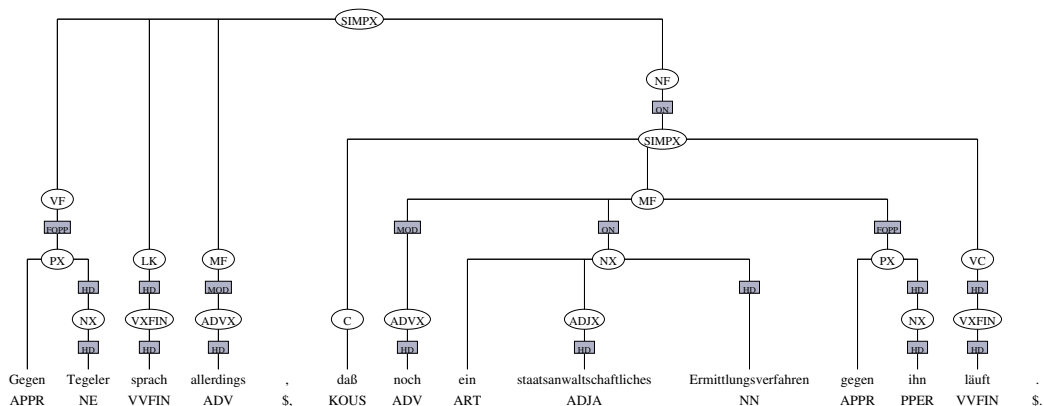 SIMPX
NF
ON
SIMPX
VF MF
FOPP MOD ON FOPP
PX LK MF NX PX VC
HD HD MOD HD HD HD
NX VXFIN ADVX C ADVX ADJX NX VXFIN
HD HD HD HD HD HD HD
Gegen Tegeler sprach allerdings , daß noch ein staatsanwaltschaftliches Ermittlungsverfahren gegen ihn läuft .
APPR NE VVFIN ADV $, KOUS ADV ART ADJA NN APPR PPER VVFIN $.